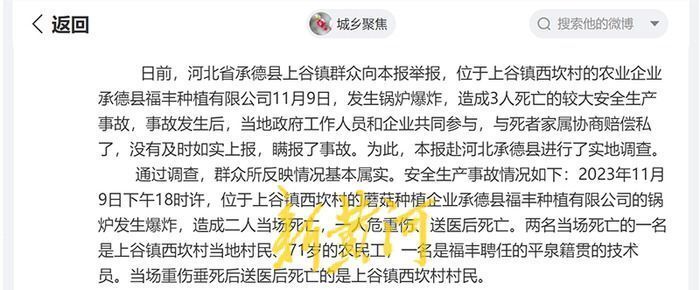 返回
城乡聚焦
搜索他的微博
日前，河北省承德县上谷镇群众向本报举报，位于上谷镇西坎村的农业企业
承德县福丰种植有限公司11月9日，发生锅炉爆炸，造成3人死亡的较大安全生产
事故，事故发生后，当地政府工作人员和企业共同参与，与死者家属协商赔偿私
了，没有及时如实上报，瞒报了事故。为此，本报赴河北承德县进行了实地调查。
通过调查，群众所反映情况基本属实。安全生产事故情况如下：2023年11月
9日下午18时许，位于上谷镇西坎村的蘑菇种植企业承德县福丰种植有限公司的锅
炉发生爆炸，造成二人当场死亡，一人危重伤、送医后死亡。两名当场死亡的一名
是上谷镇西坎村当地村民、71岁的农民工，一名是福丰聘任的平泉籍贯的技术
员。当场重伤垂死后送医后死亡的是上谷镇西坎村村民。
新黄河